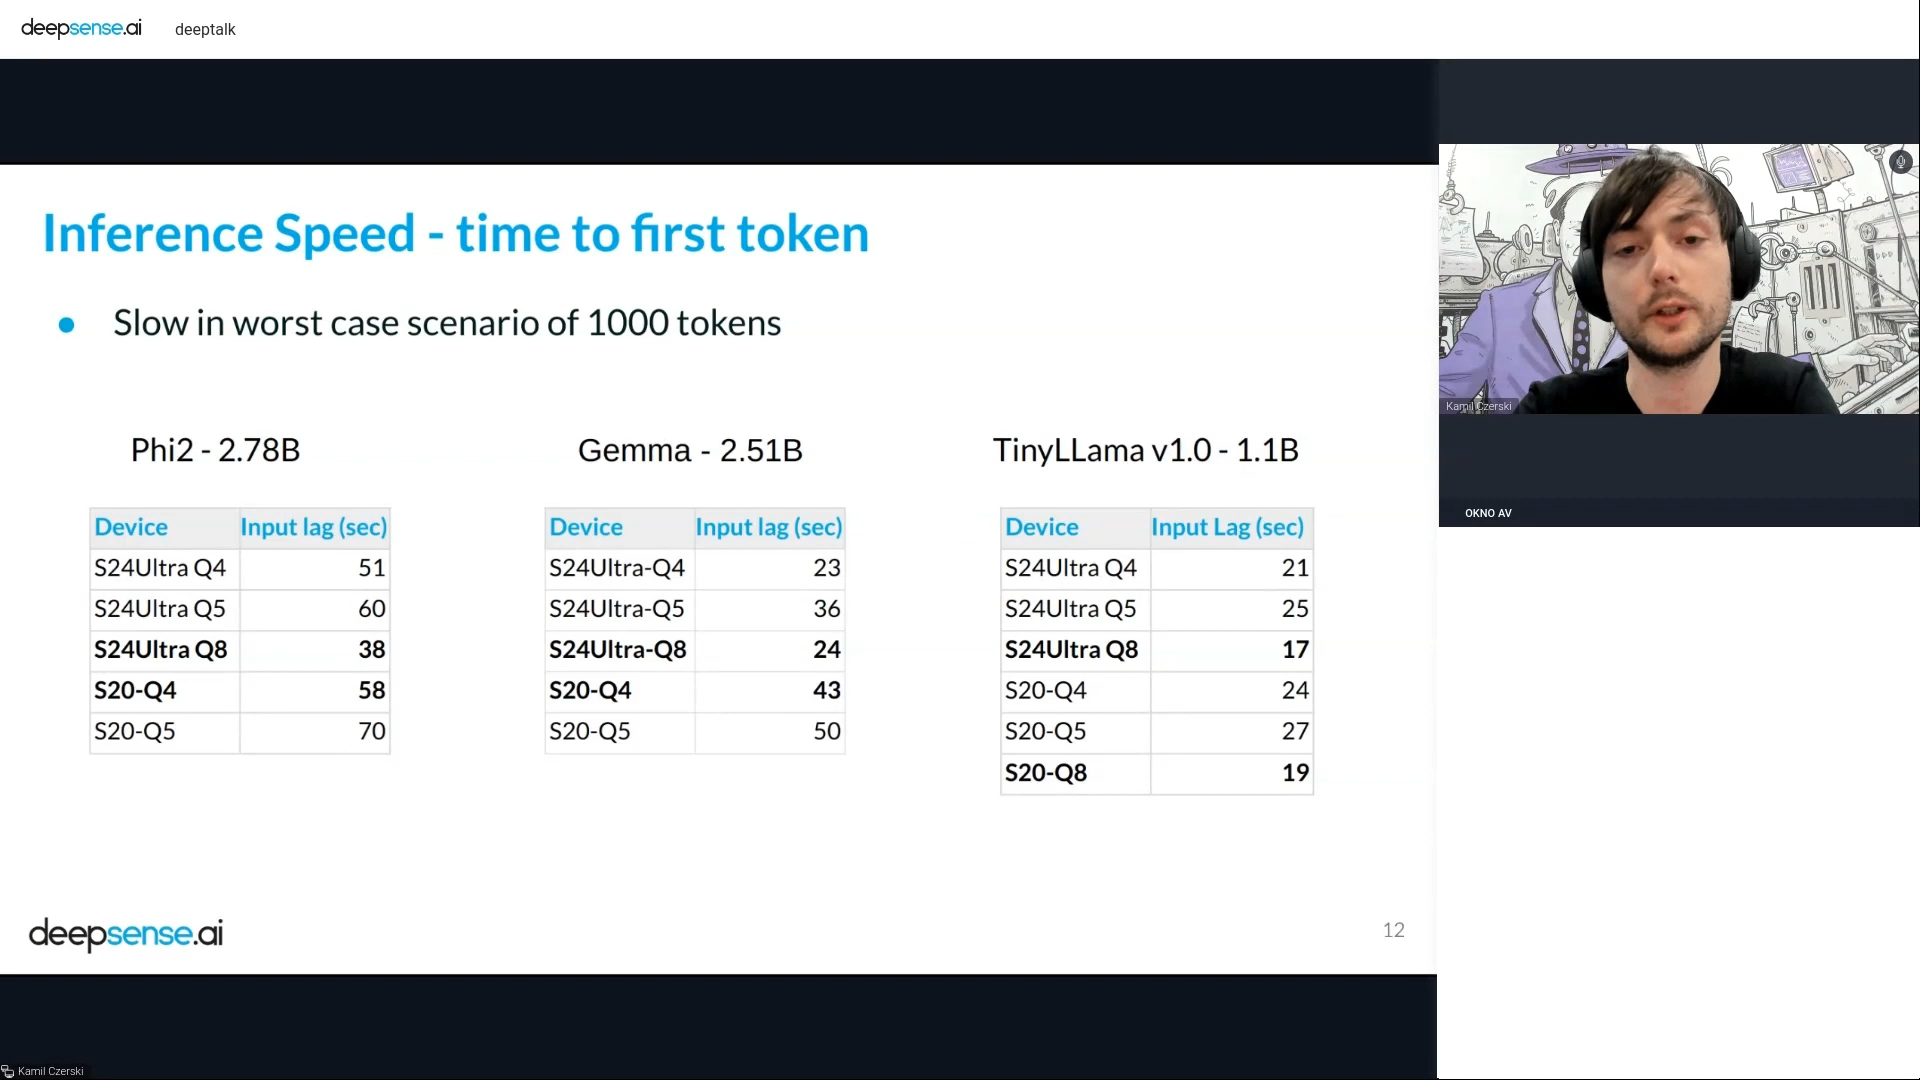 deepsense.ai deeptalk
Inference Speed - time to first token
● Slow in worst case scenario of 1000 tokens
Phi2 - 2.78B
Device Input lag (sec)
S24Ultra Q4 51
S24Ultra Q5 60
S24Ultra Q8 38
S20-Q4 58
S20-Q5 70
Gemma - 2.51B
Device Input lag (sec)
S24Ultra-Q4 23
S24Ultra-Q5 36
S24Ultra-Q8 24
S20-Q4 43
S20-Q5 50
TinyLLama v1.0 - 1.1B
Device Input Lag (sec)
S24Ultra Q4 21
S24Ultra Q5 25
S24Ultra Q8 17
S20-Q4 24
S20-Q5 27
S20-Q8 19
deepsense.ai
12
Kamil Czerski
Kamil Czerski
OKNO AV